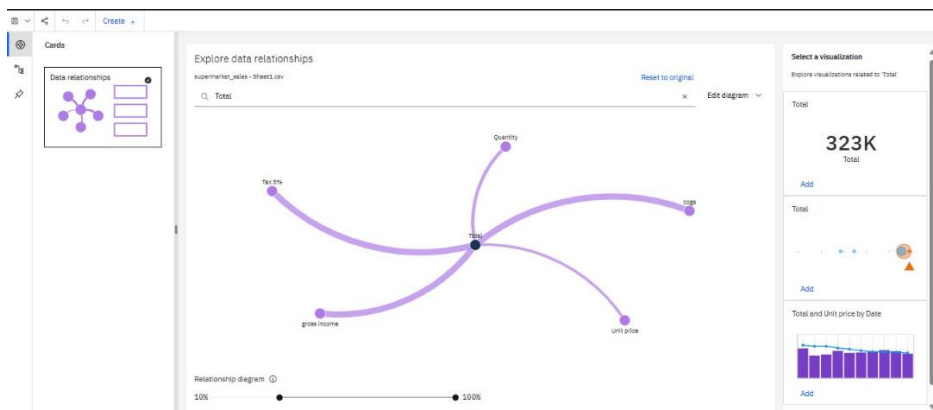 Create +
Cards
Data relationships
Explore data relationships
supermarket_sales - Sheet1.csv
Reset to original
Total
Edit diagram
Quantity
Tax 5%
cogs
Total
gross income
Unit price
Relationship diagram
10%
100%
Select a visualization
Explore visualizations related to 'Total'
Total
323K
Total
Add
Total
Add
Total and Unit price by Date
Add